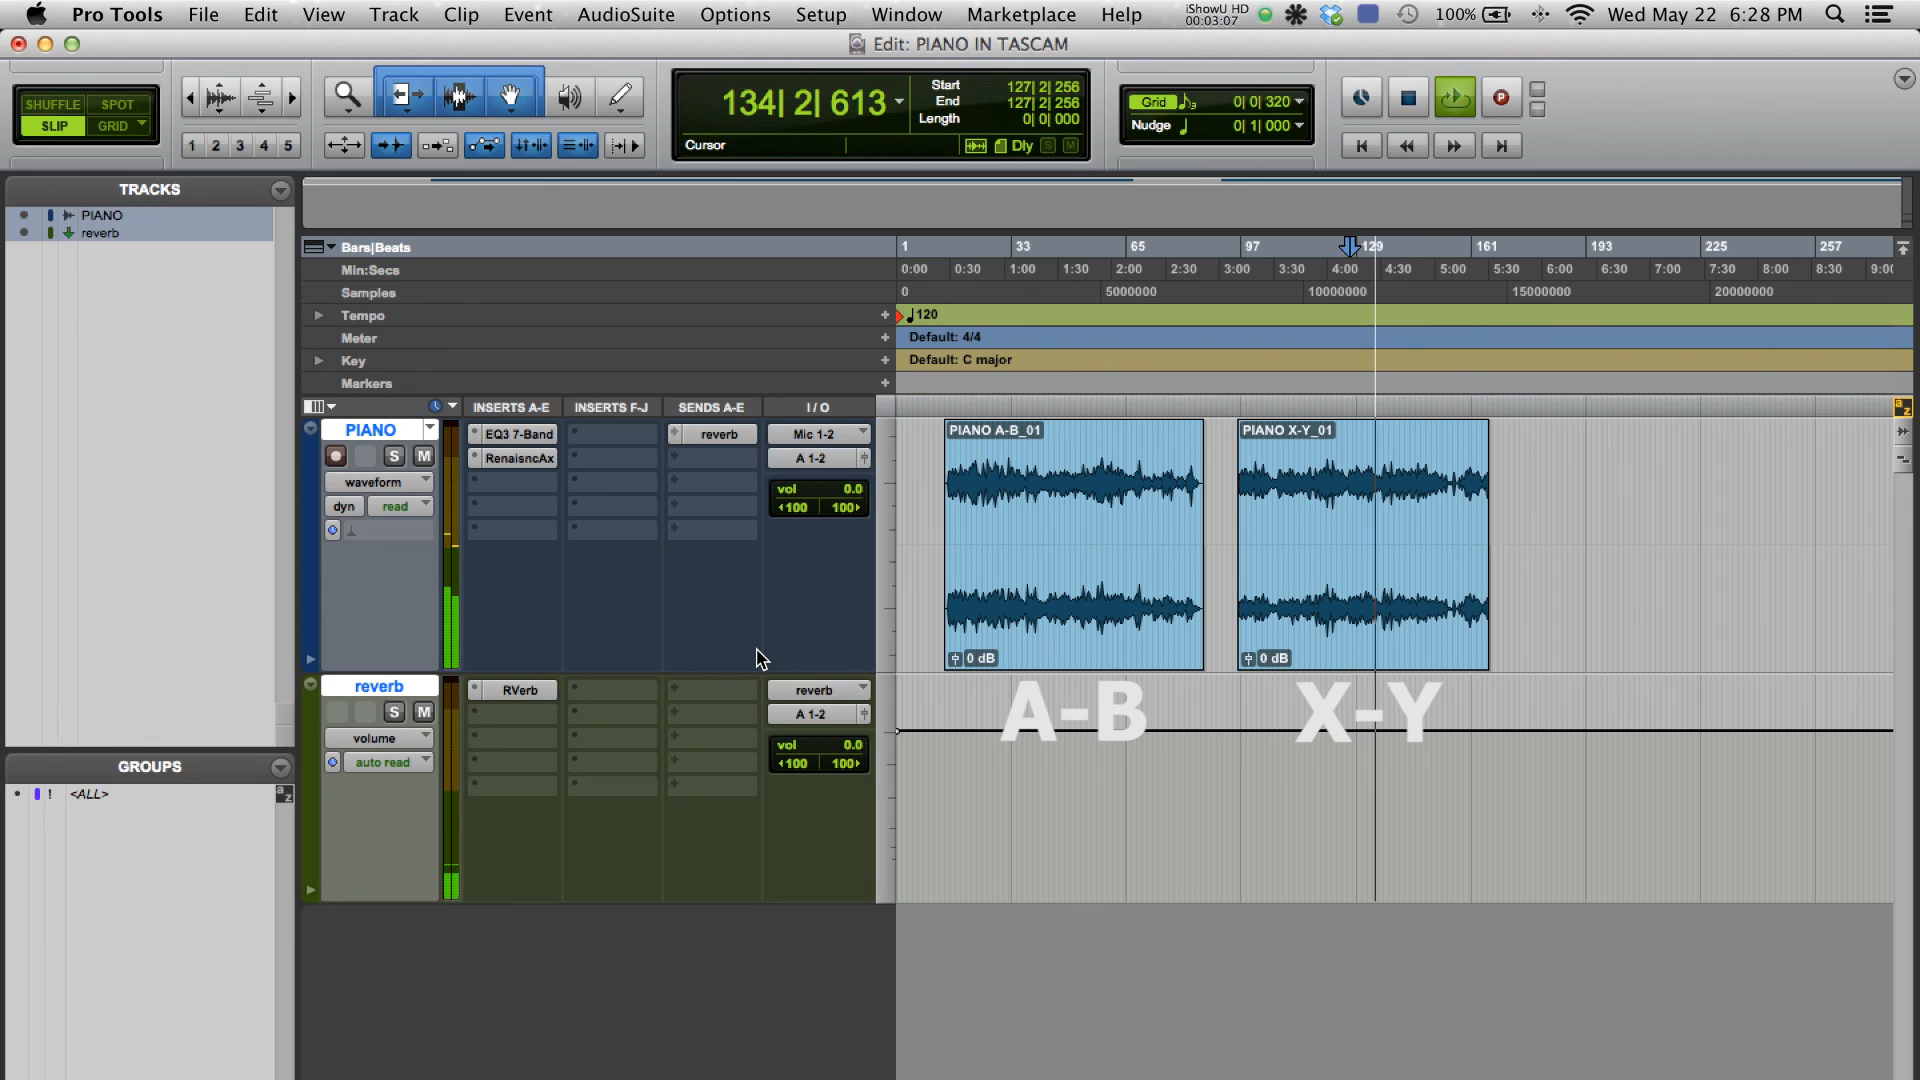 Pro Tools File Edit View Track Clip Event AudioSuite Options Setup Window Marketplace Help iShowU HD 00:03:07 100% Wed May 22 6:28 PM
Edit: PIANO IN TASCAM
SHUFFLE SPOT
SLIP GRID
1 2 3 4 5
134| 2| 613
Start 127| 2| 256
End 127| 2| 256
Length 0| 0| 000
Cursor Dly S M
Grid 3 0| 0| 320
Nudge 0| 1| 000
P
TRACKS
PIANO
reverb
GROUPS
! <ALL> a z
Bars|Beats 1 33 65 97 129 161 193 225 257
Min:Secs 0:00 0:30 1:00 1:30 2:00 2:30 3:00 3:30 4:00 4:30 5:00 5:30 6:00 6:30 7:00 7:30 8:00 8:30 9:00
Samples 0 5000000 10000000 15000000 20000000
Tempo + 120
Meter + Default: 4/4
Key + Default: C major
Markers +
INSERTS A-E INSERTS F-J SENDS A-E I / O a z
PIANO EQ3 7-Band reverb Mic 1-2
S M RenaisncAx A 1-2
waveform
vol 0.0
dyn read 100 100
PIANO A-B_01 PIANO X-Y_01
0 dB 0 dB
reverb RVerb reverb
S M A 1-2
volume
vol 0.0
auto read 100 100
A-B X-Y